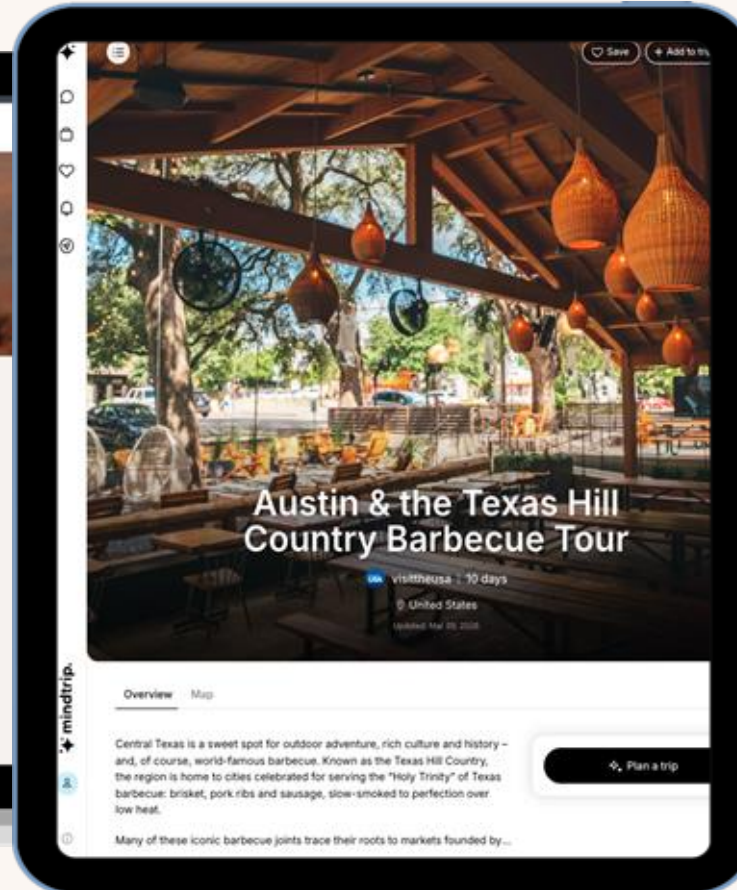 Save
+ Add to
Austin & the Texas Hill
Country Barbecue Tour
USA visittheusa | 10 days
United States
Updated: Mar
Overview Map
Central Texas is a sweet spot for outdoor adventure, rich culture and history –
and, of course, world-famous barbecue. Known as the Texas Hill Country,
the region is home to cities celebrated for serving the “Holy Trinity” of Texas
barbecue: brisket, pork ribs and sausage, slow-smoked to perfection over
low heat.
Many of these iconic barbecue joints trace their roots to markets founded by...
Plan a trip
mindtrip.